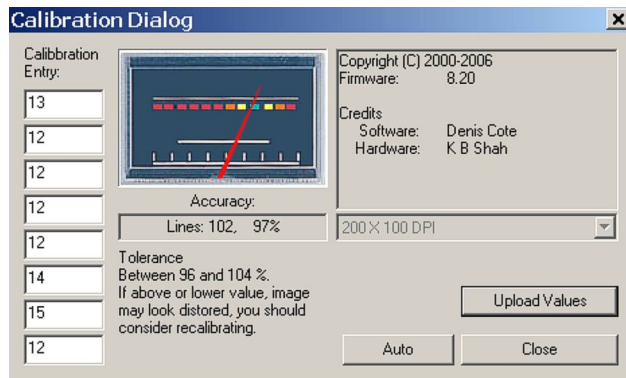 Calibration Dialog
Calibbration
Entry:
13
12
12
12
12
14
15
12
Accuracy:
Lines: 102, 97%
Tolerance
Between 96 and 104 %.
If above or lower value, image
may look distored, you should
consider recalibrating.
Copyright (C) 2000-2006
Firmware: 8.20
Credits
Software: Denis Cote
Hardware: K B Shah
200 X 100 DPI
Upload Values
Auto
Close